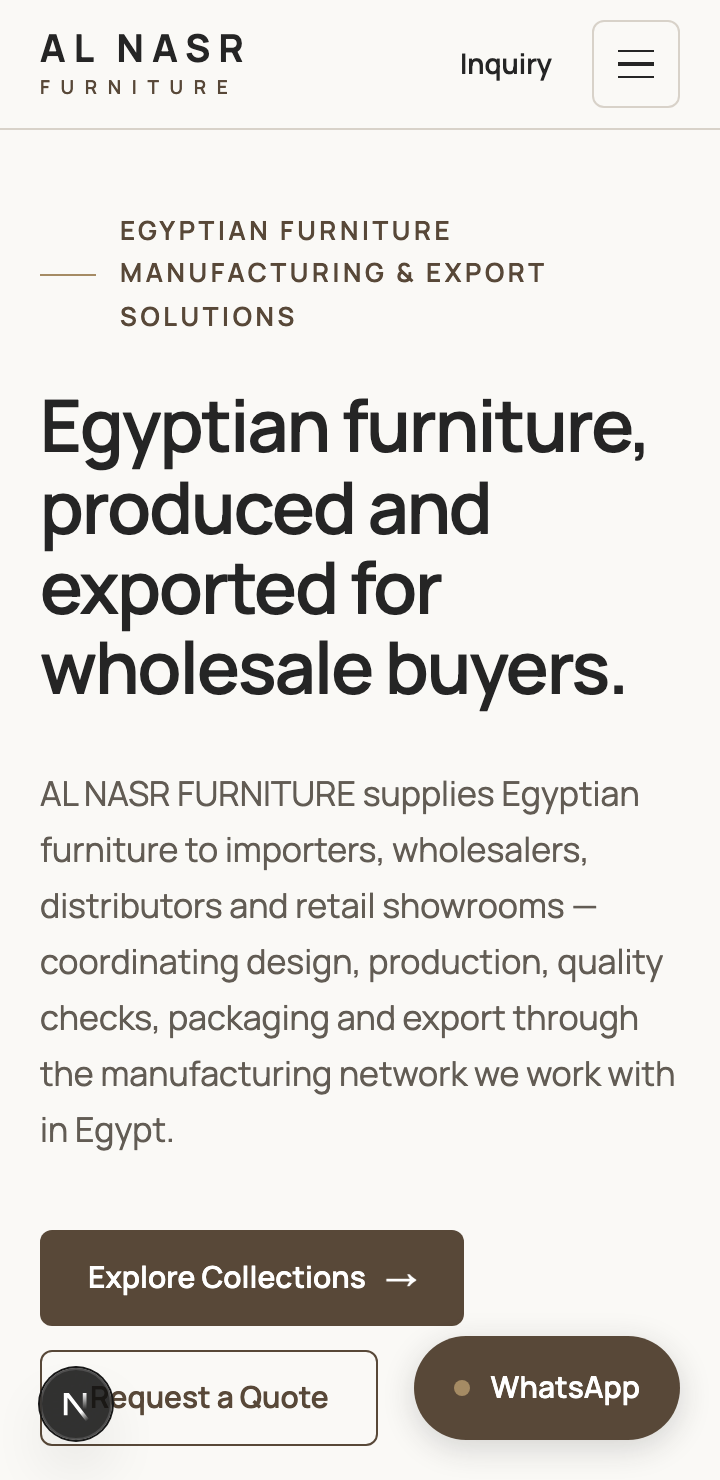 AL NASR
FURNITURE
Inquiry
EGYPTIAN FURNITURE
MANUFACTURING & EXPORT
SOLUTIONS
Egyptian furniture,
produced and
exported for
wholesale buyers.
AL NASR FURNITURE supplies Egyptian
furniture to importers, wholesalers,
distributors and retail showrooms —
coordinating design, production, quality
checks, packaging and export through
the manufacturing network we work with
in Egypt.
Explore Collections →
Request a Quote
WhatsApp
N